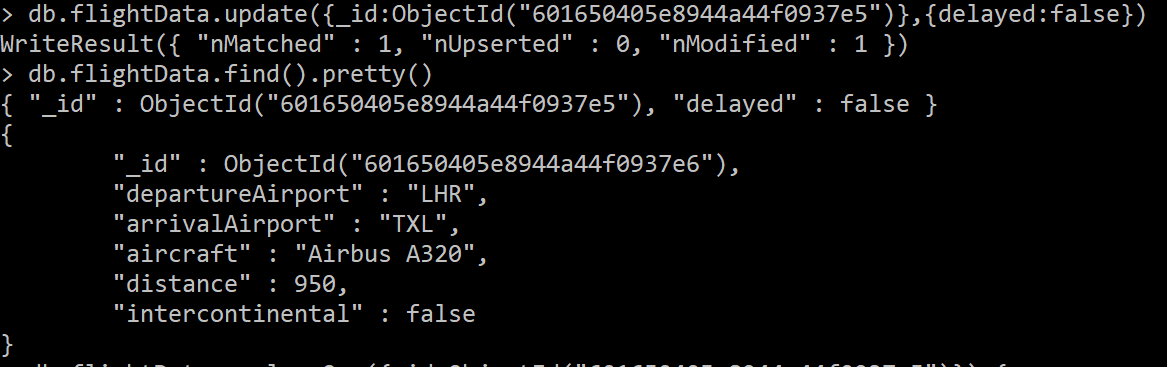 > db.flightData.update({_id:ObjectId("601650405e8944a44f0937e5")},{delayed:false})
WriteResult({ "nMatched" : 1, "nUpserted" : 0, "nModified" : 1 })
> db.flightData.find().pretty()
{ "_id" : ObjectId("601650405e8944a44f0937e5"), "delayed" : false }
{
        "_id" : ObjectId("601650405e8944a44f0937e6"),
        "departureAirport" : "LHR",
        "arrivalAirport" : "TXL",
        "aircraft" : "Airbus A320",
        "distance" : 950,
        "intercontinental" : false
}